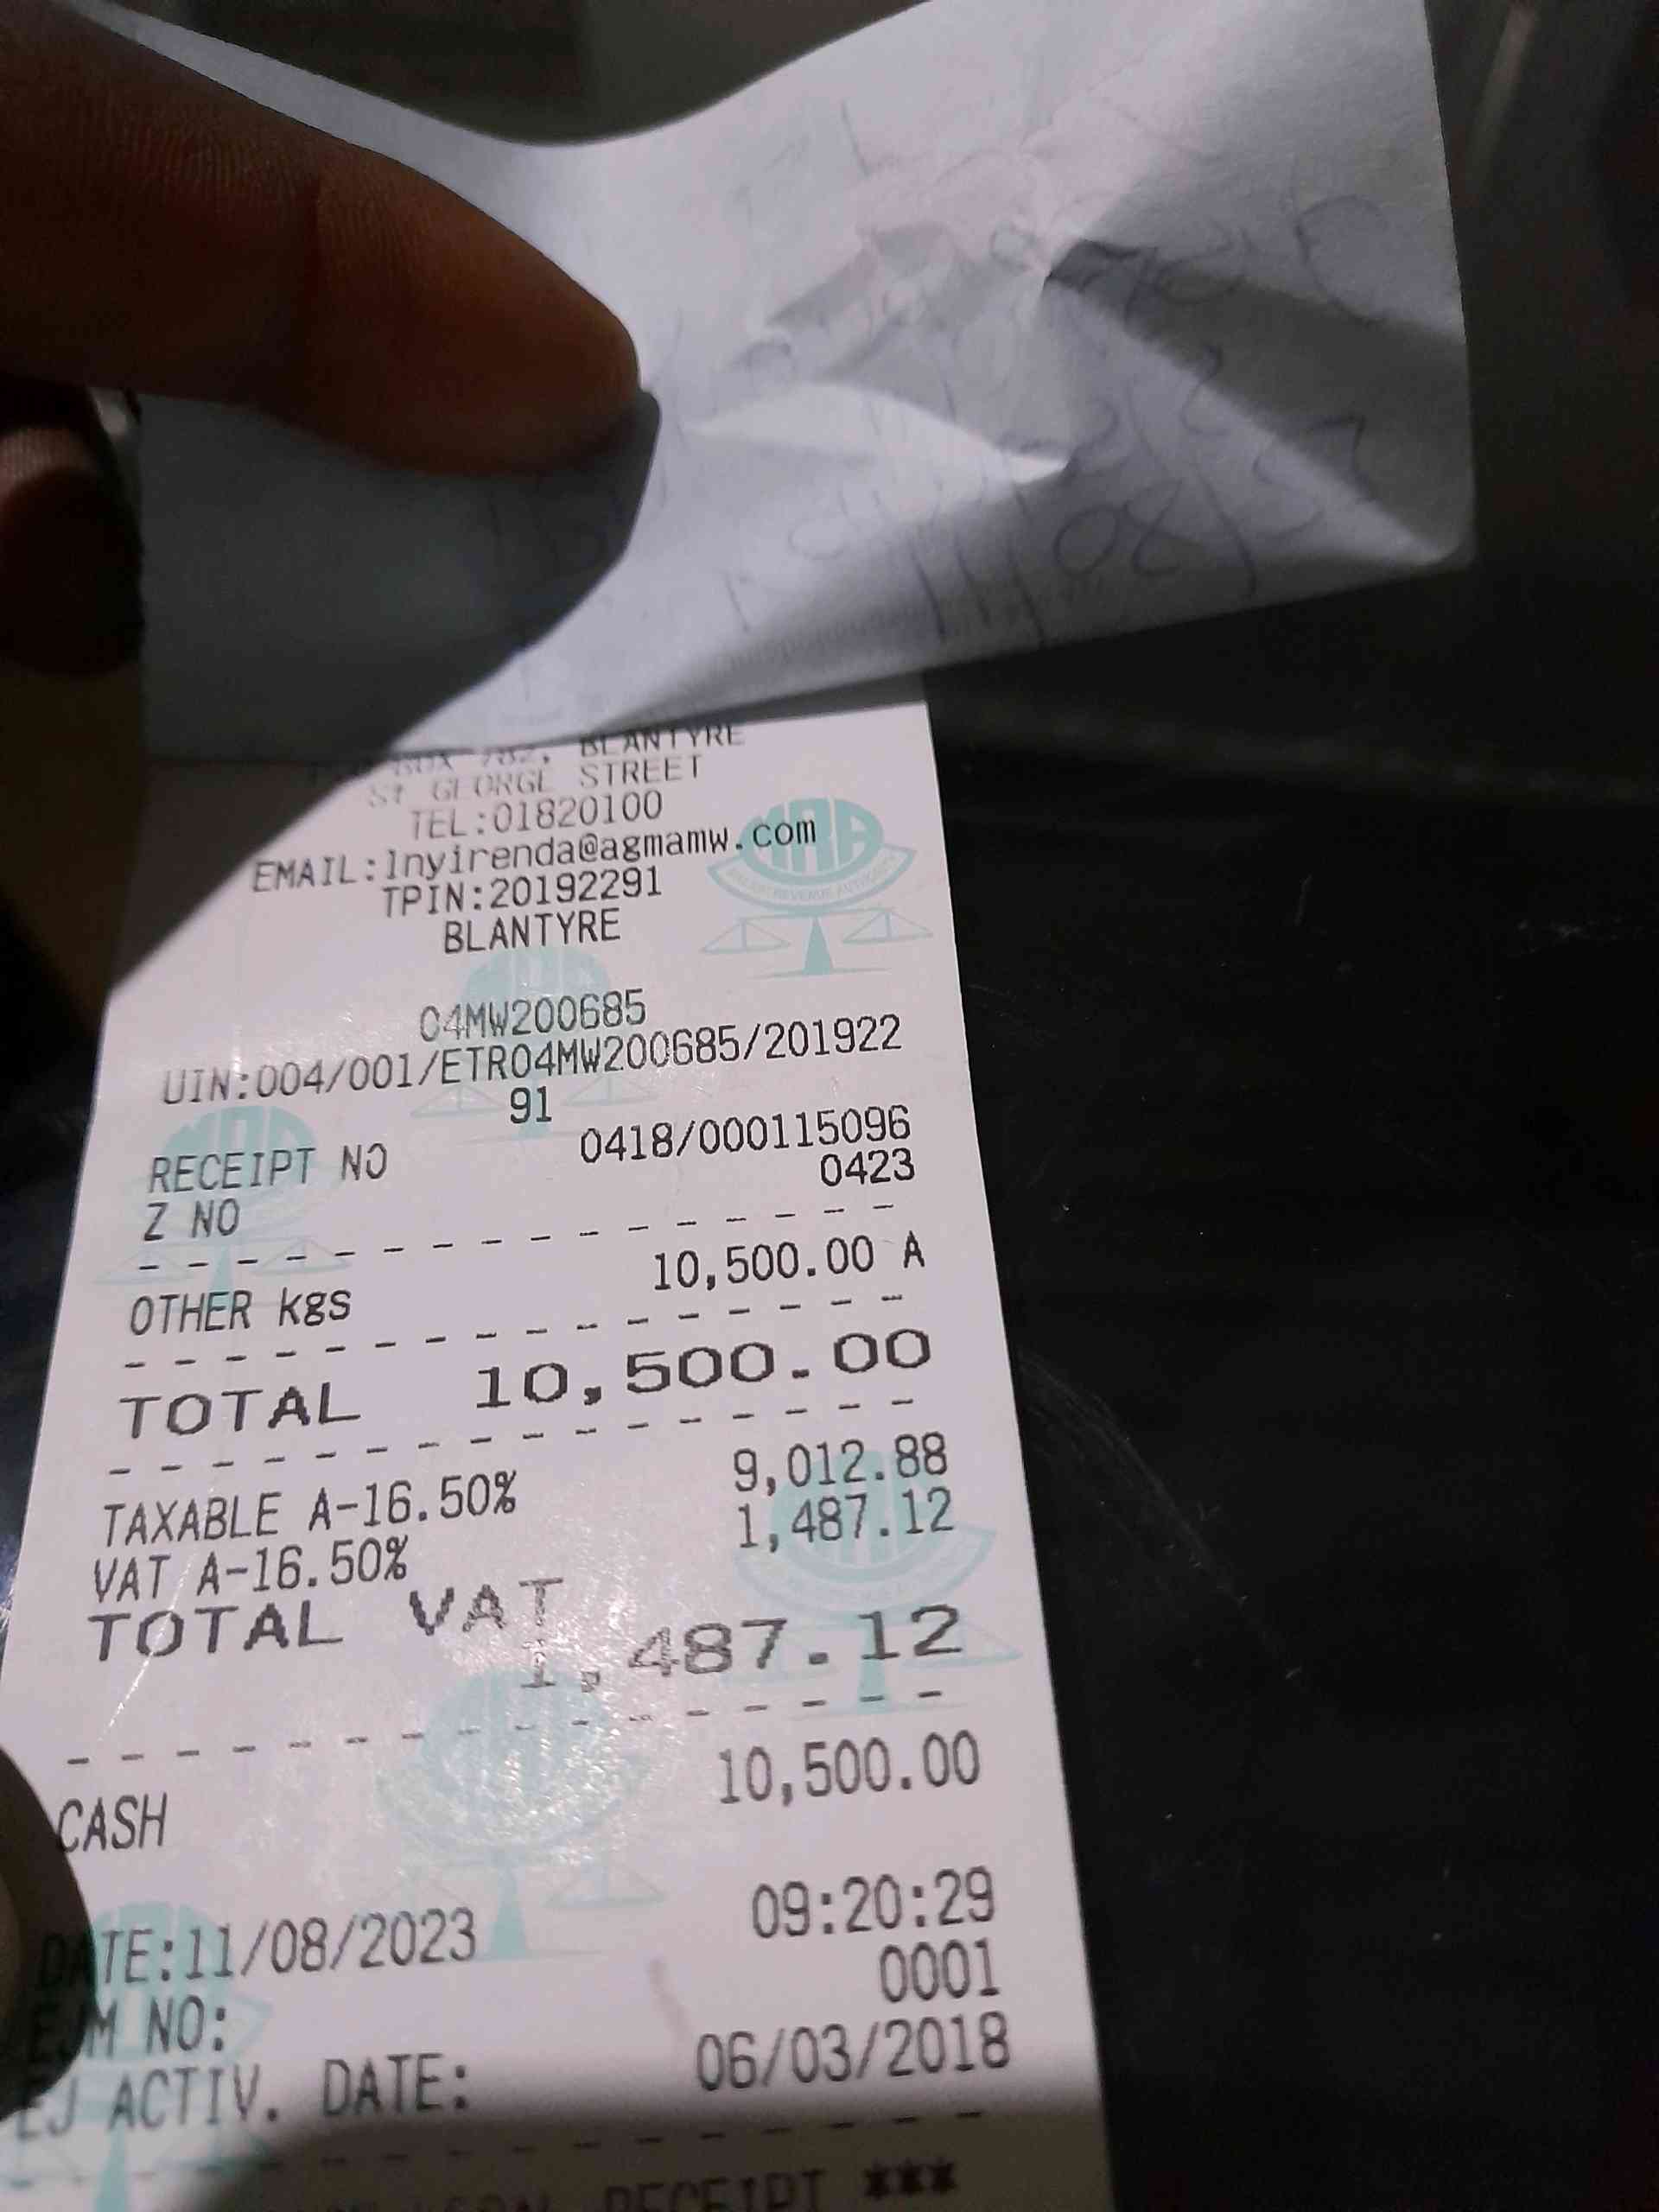 BOX 782, BLANTYRE
St GEORGE STREET
TEL:01820100
EMAIL:lnyirenda@agmamw.com
TPIN:20192291
BLANTYRE
04MW200685
UIN:004/001/ETR04MW200685/201922
91
RECEIPT NO 0418/000115096
Z NO 0423
OTHER kgs 10,500.00 A
TOTAL 10,500.00
TAXABLE A-16.50% 9,012.88
VAT A-16.50% 1,487.12
TOTAL VAT
1,487.12
CASH 10,500.00
DATE:11/08/2023 09:20:29
EJM NO: 0001
EJ ACTIV. DATE: 06/03/2018
RECEIPT ***